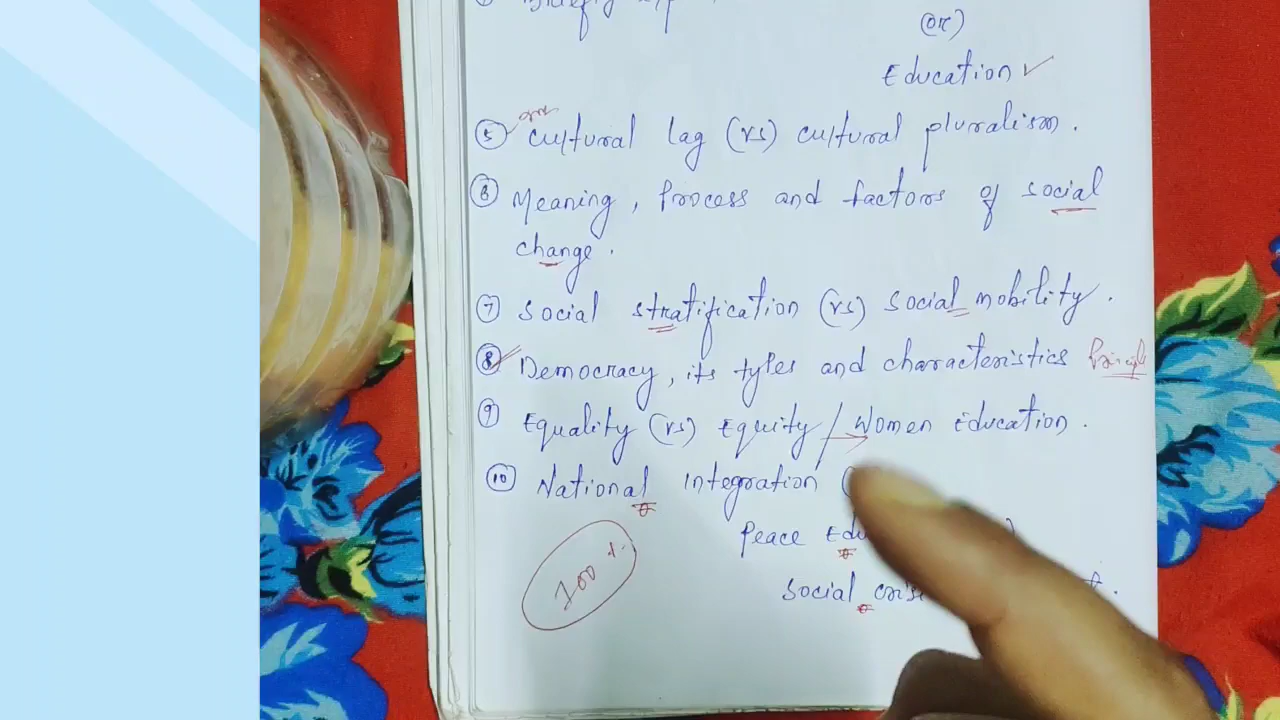 Briefly
(or)
Education ✓
⑤ cultural lag (vs) cultural pluralism.
⑥ Meaning, Process and factors of social
change.
⑦ Social stratification (vs) social mobility.
⑧ Democracy, its types and characteristics
⑨ Equality (vs) Equity / → Women Education.
⑩ National Integration
Peace
Social
100 %.